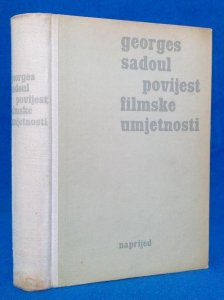 georges
sadoul
povijest
filmske
umjetnosti
naprijed
georges
sadoul
povijest
filmske
umjetnosti